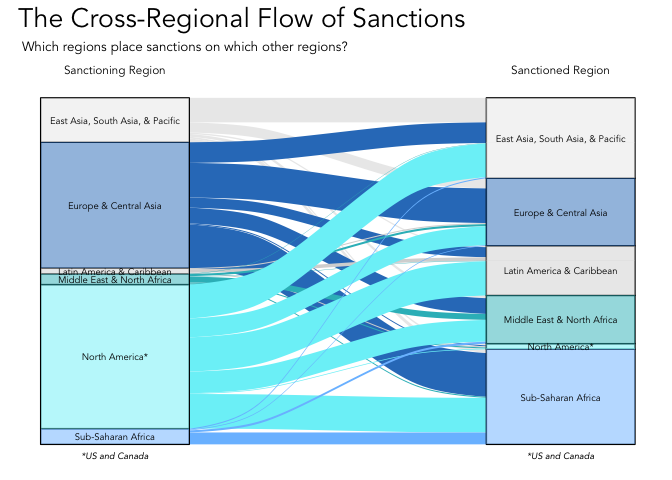 The Cross-Regional Flow of Sanctions
Which regions place sanctions on which other regions?
Sanctioning Region
Sanctioned Region
East Asia, South Asia, & Pacific
Europe & Central Asia
Latin America & Caribbean
Middle East & North Africa
North America*
Sub-Saharan Africa
*US and Canada
East Asia, South Asia, & Pacific
Europe & Central Asia
Latin America & Caribbean
Middle East & North Africa
North America*
Sub-Saharan Africa
*US and Canada